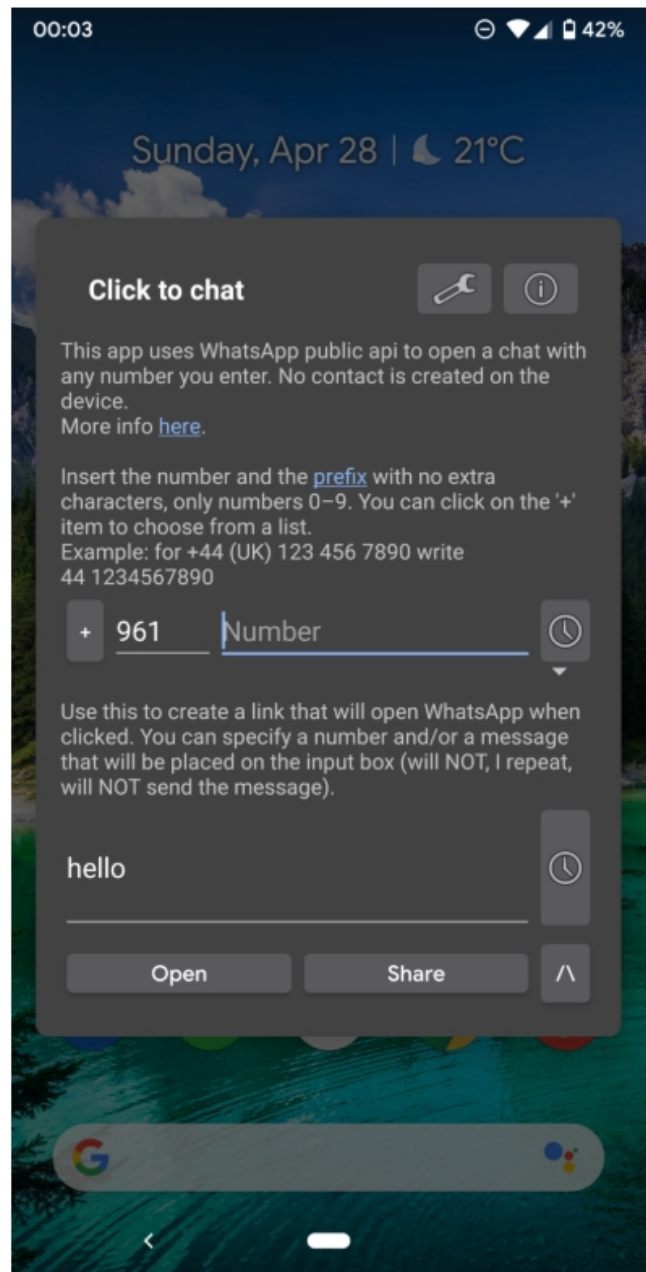 00:03 42%
Sunday, Apr 28 | 21°C
Click to chat
This app uses WhatsApp public api to open a chat with
any number you enter. No contact is created on the
device.
More info here.
Insert the number and the prefix with no extra
characters, only numbers 0–9. You can click on the '+'
item to choose from a list.
Example: for +44 (UK) 123 456 7890 write
44 1234567890
+ 961 Number
Use this to create a link that will open WhatsApp when
clicked. You can specify a number and/or a message
that will be placed on the input box (will NOT, I repeat,
will NOT send the message).
hello
Open Share /\
G